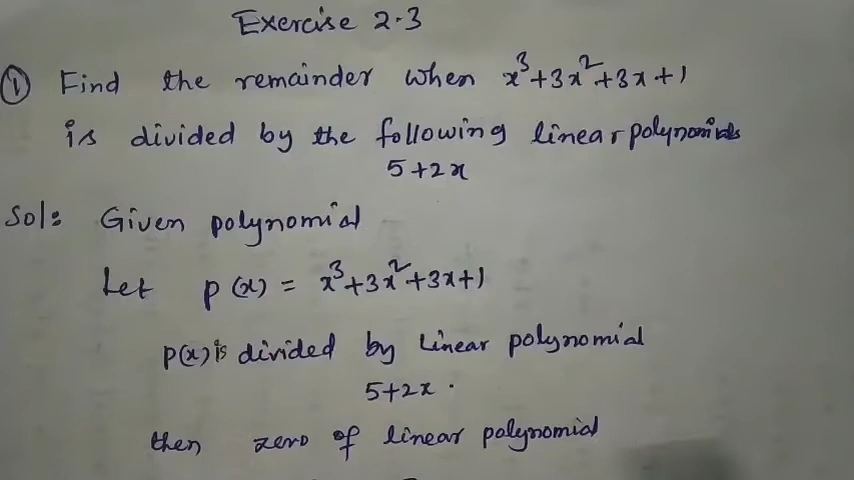 Exercise 2.3
① Find the remainder when x³+3x²+3x+1
is divided by the following linear polynomials
5+2x
Sol: Given polynomial
Let p(x) = x³+3x²+3x+1
p(x) is divided by Linear polynomial
5+2x.
then zero of linear polynomial